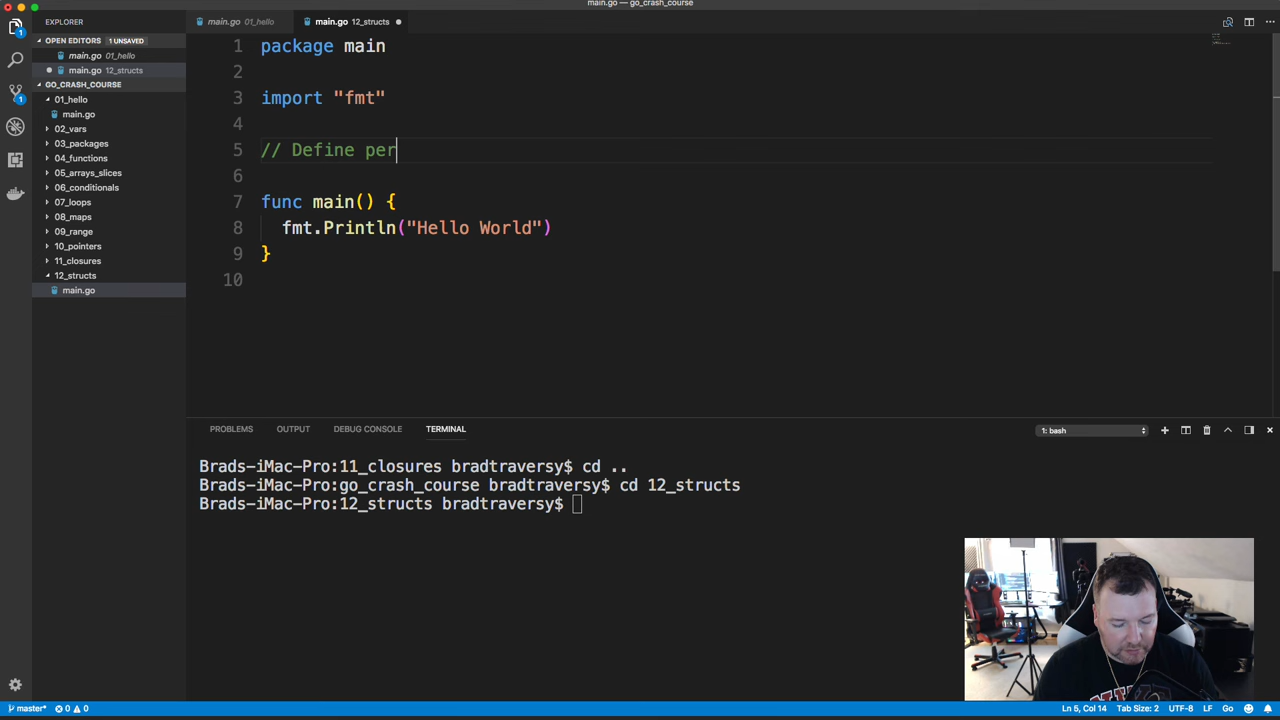 main.go — go_crash_course
EXPLORER
OPEN EDITORS 1 UNSAVED
main.go 01_hello
main.go 12_structs
GO_CRASH_COURSE
01_hello
main.go
02_vars
03_packages
04_functions
05_arrays_slices
06_conditionals
07_loops
08_maps
09_range
10_pointers
11_closures
12_structs
main.go
1
1
main.go 01_hello
main.go 12_structs
1 package main
2
3 import "fmt"
4
5 // Define per
6
7 func main() {
8 fmt.Println("Hello World")
9 }
10
PROBLEMS OUTPUT DEBUG CONSOLE TERMINAL
1: bash
Brads-iMac-Pro:11_closures bradtraversy$ cd ..
Brads-iMac-Pro:go_crash_course bradtraversy$ cd 12_structs
Brads-iMac-Pro:12_structs bradtraversy$
master* 0 0
Ln 5, Col 14 Tab Size: 2 UTF-8 LF Go